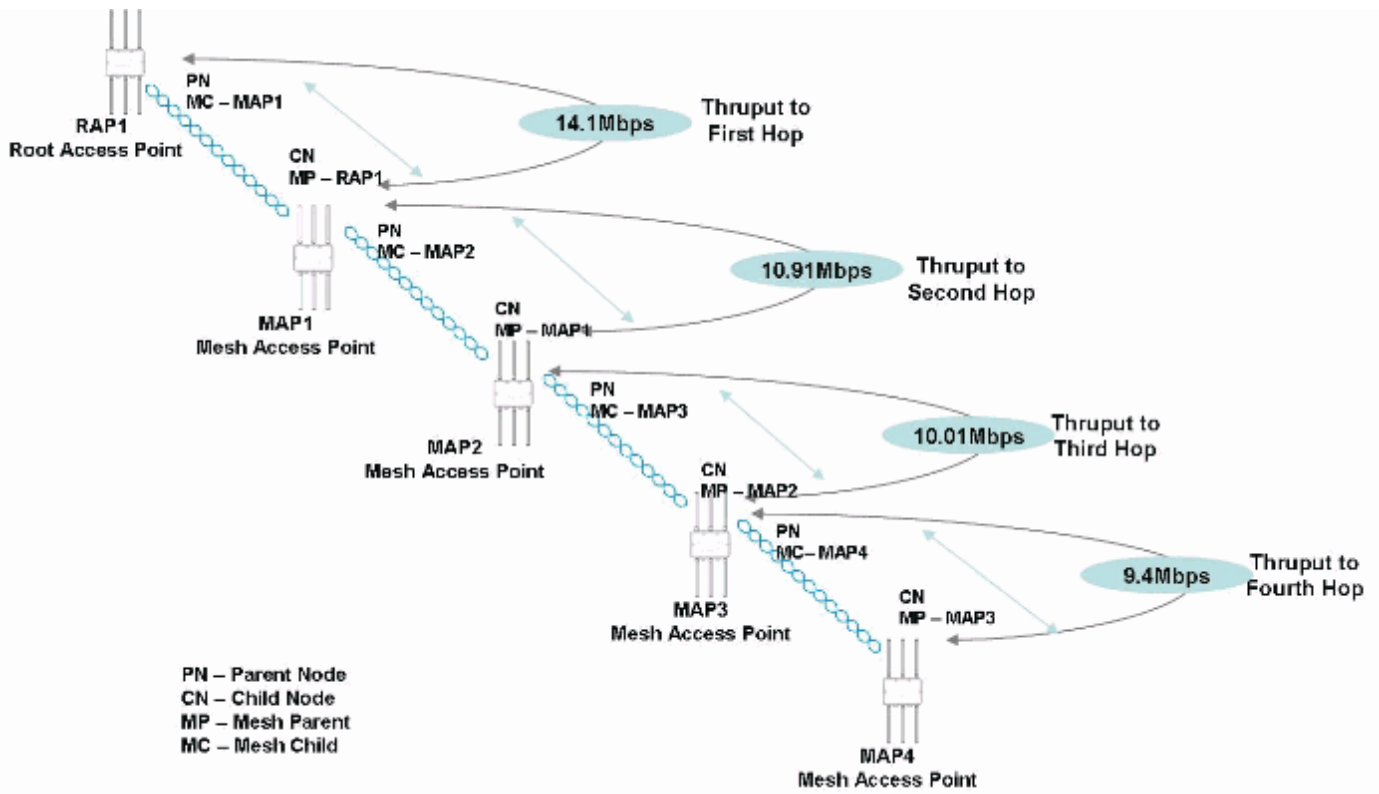 PN
MC – MAP1
RAP1
Root Access Point
14.1Mbps
Thruput to
First Hop
CN
MP – RAP1
PN
MC – MAP2
MAP1
Mesh Access Point
10.91Mbps
Thruput to
Second Hop
CN
MP – MAP1
PN
MC – MAP3
MAP2
Mesh Access Point
10.01Mbps
Thruput to
Third Hop
CN
MP – MAP2
PN
MC– MAP4
MAP3
Mesh Access Point
9.4Mbps
Thruput to
Fourth Hop
CN
MP – MAP3
MAP4
Mesh Access Point
PN – Parent Node
CN – Child Node
MP – Mesh Parent
MC – Mesh Child